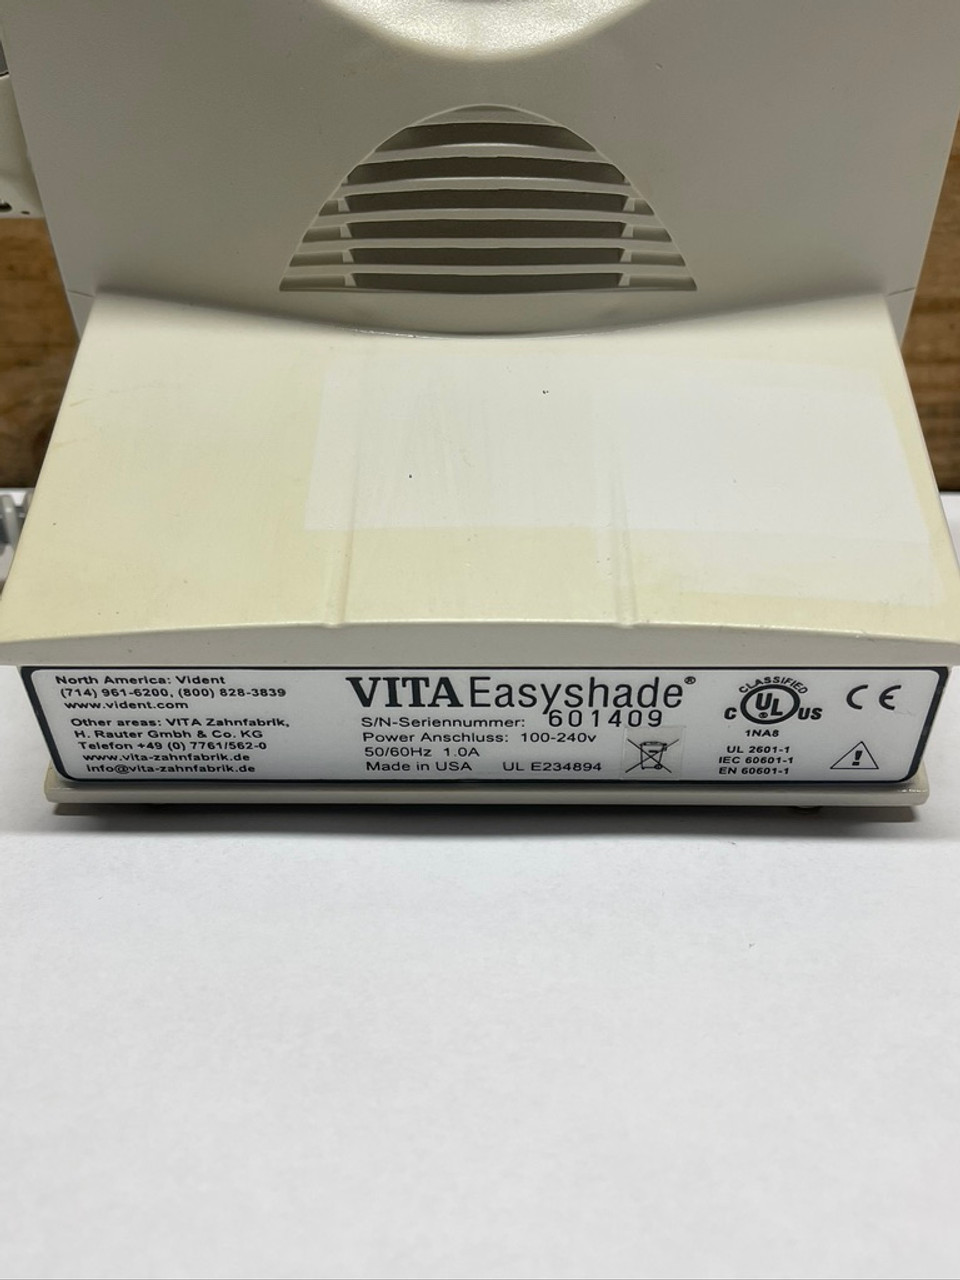 North America: Vident
(714) 961-6200, (800) 828-3839
www.vident.com
Other areas: VITA Zahnfabrik,
H. Rauter GmbH & Co. KG
Telefon +49 (0) 7761/562-0
www.vita-zahnfabrik.de
info@vita-zahnfabrik.de
VITA Easyshade®
S/N-Seriennummer: 601409
Power Anschluss: 100-240v
50/60Hz 1.0A
Made in USA UL E234894
CLASSIFIED
C UL ® US
1NA8
UL 2601-1
IEC 60601-1
EN 60601-1
CE
!